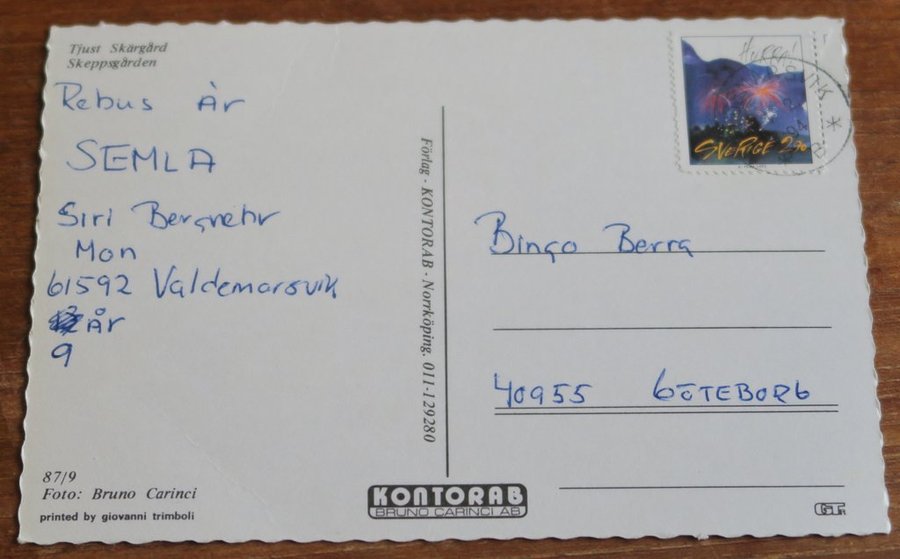 Tjust Skärgård
Skeppsgården
Rebus Är
SEMLA
Siri Bergnehr
Mon
61592 Valdemarsvik
År
9
87/9
Foto: Bruno Carinci
printed by giovanni trimboli
Förlag · KONTORAB · Norrköping. 011-129280
KONTORAB
BRUNO CARINCI AB
Hurra!
SVERIGE 2,90
Bingo Berra
40955 GÖTEBORG